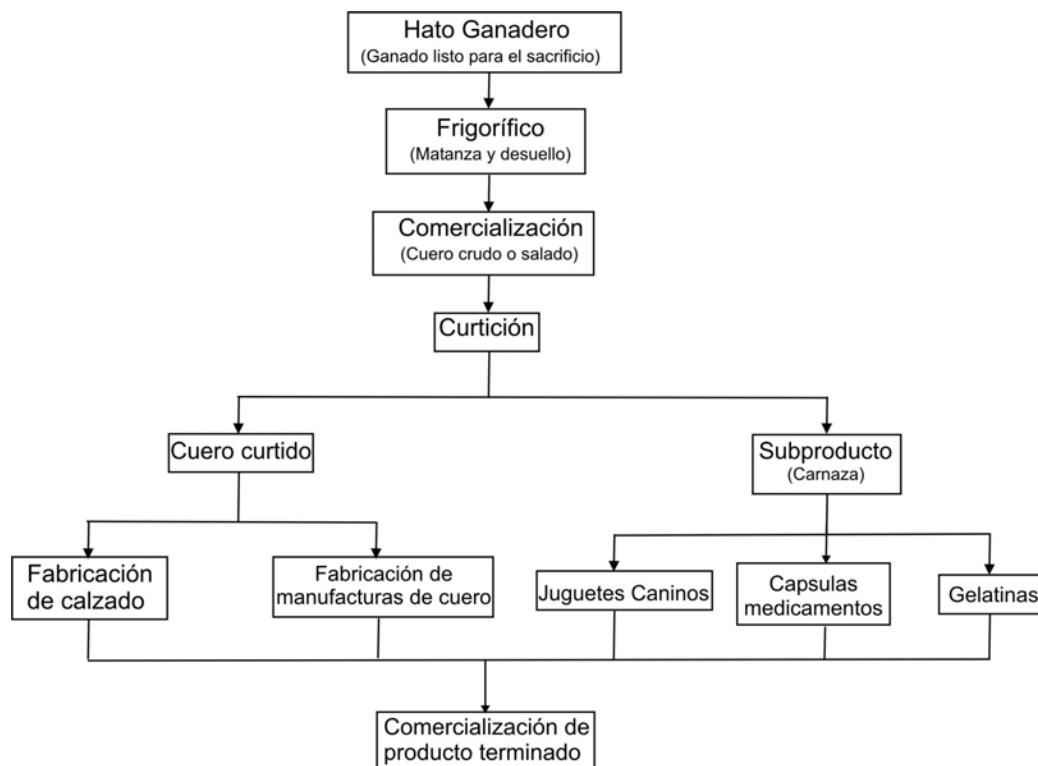 Hato Ganadero
(Ganado listo para el sacrificio)
Frigorífico
(Matanza y desuello)
Comercialización
(Cuero crudo o salado)
Curtición
Cuero curtido
Subproducto
(Carnaza)
Fabricación
de calzado
Fabricación de
manufacturas de cuero
Juguetes Caninos
Capsulas
medicamentos
Gelatinas
Comercialización de
producto terminado